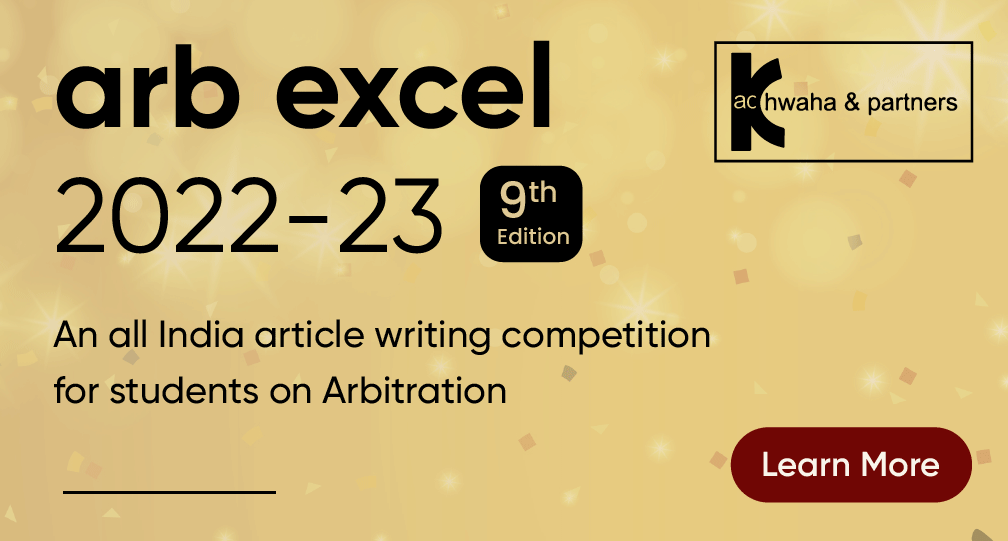 arb excel
Kachwaha & partners
2022-23
9th
Edition
An all India article writing competition
for students on Arbitration
Learn More